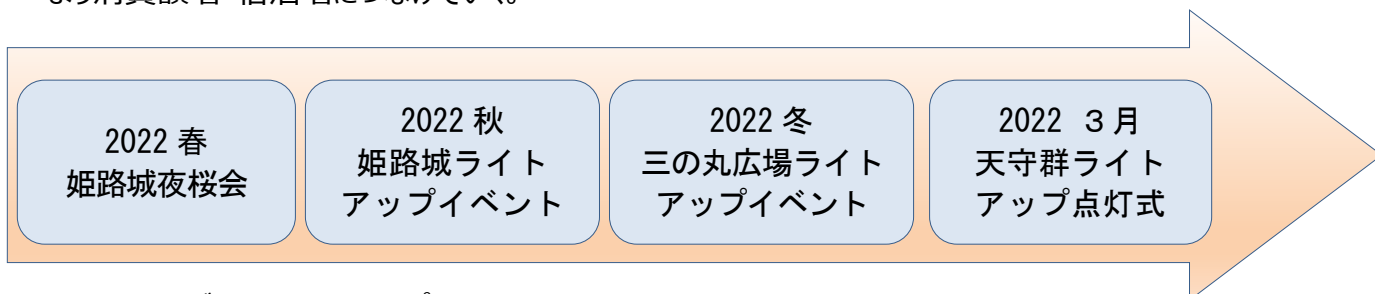 2022 春
姫路城夜桜会
2022 秋
姫路城ライト
アップイベント
2022 冬
三の丸広場ライト
アップイベント
2022 3月
天守群ライト
アップ点灯式